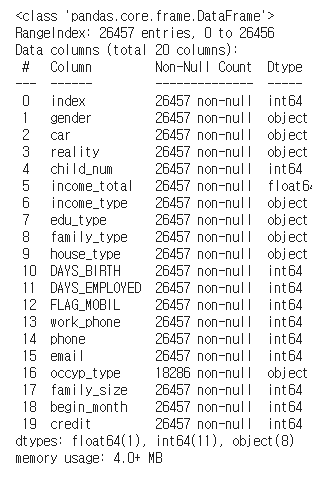 <class 'pandas.core.frame.DataFrame'>
RangeIndex: 26457 entries, 0 to 26456
Data columns (total 20 columns):
 #   Column         Non-Null Count  Dtype
---  ------         --------------  -----
 0   index          26457 non-null  int64
 1   gender         26457 non-null  object
 2   car            26457 non-null  object
 3   reality        26457 non-null  object
 4   child_num      26457 non-null  int64
 5   income_total   26457 non-null  float64
 6   income_type    26457 non-null  object
 7   edu_type       26457 non-null  object
 8   family_type    26457 non-null  object
 9   house_type     26457 non-null  object
 10  DAYS_BIRTH     26457 non-null  int64
 11  DAYS_EMPLOYED  26457 non-null  int64
 12  FLAG_MOBIL     26457 non-null  int64
 13  work_phone     26457 non-null  int64
 14  phone          26457 non-null  int64
 15  email          26457 non-null  int64
 16  occyp_type     18286 non-null  object
 17  family_size    26457 non-null  int64
 18  begin_month    26457 non-null  int64
 19  credit         26457 non-null  int64
dtypes: float64(1), int64(11), object(8)
memory usage: 4.0+ MB